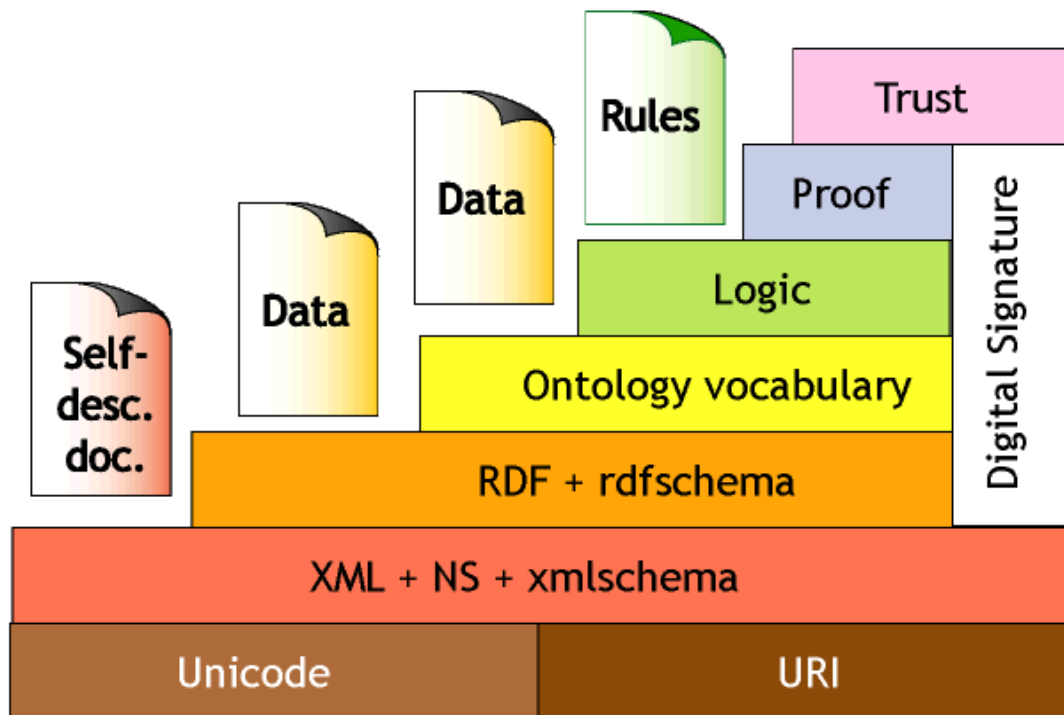 Rules
Trust
Data
Proof
Data
Logic
Self-
desc.
doc.
Ontology vocabulary
Digital Signature
RDF + rdfschema
XML + NS + xmlschema
Unicode
URI